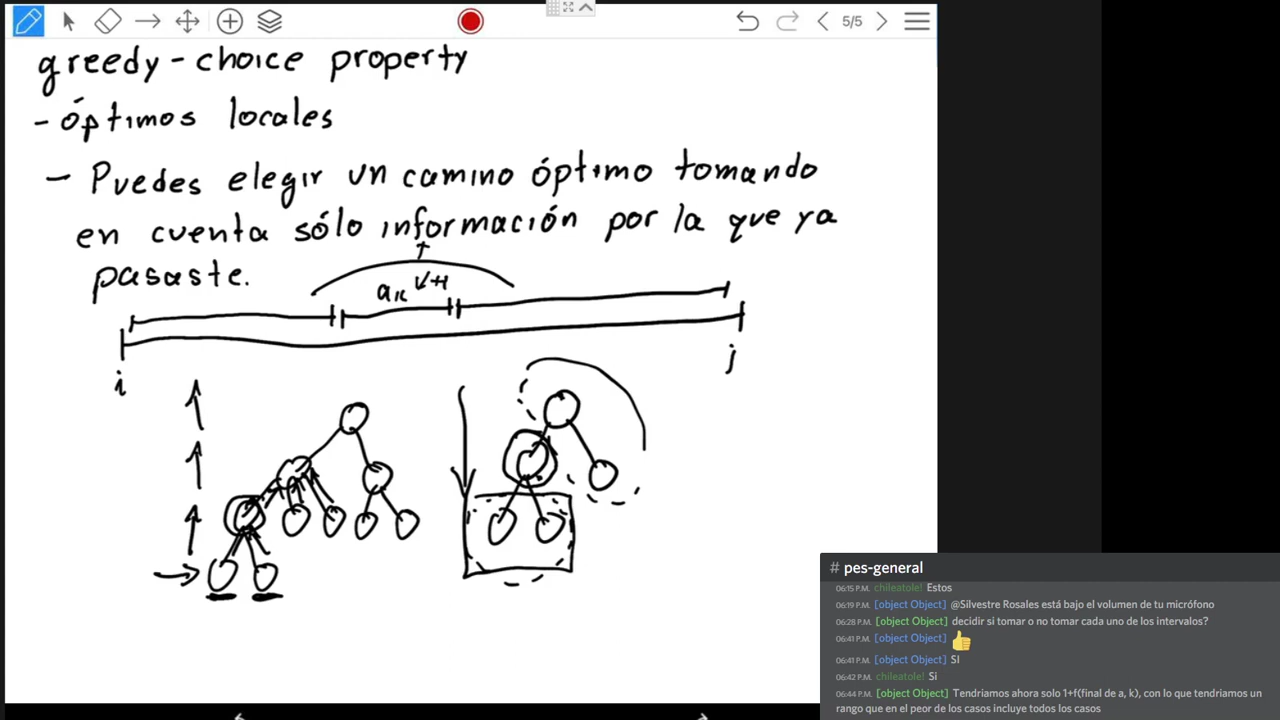 5/5
greedy-choice property
- óptimos locales
- Puedes elegir un camino óptimo tomando
en cuenta sólo información por la que ya
pasaste.
i
j
# pes-general
06:15 P.M. chileatole! Estos
06:19 P.M. [object Object] @Silvestre Rosales está bajo el volumen de tu micrófono
06:28 P.M. [object Object] decidir si tomar o no tomar cada uno de los intervalos?
06:41 P.M. [object Object] 👍
06:41 P.M. [object Object] SI
06:42 P.M. chileatole! Si
06:44 P.M. [object Object] Tendriamos ahora solo 1+f(final de a, k), con lo que tendriamos un
rango que en el peor de los casos incluye todos los casos